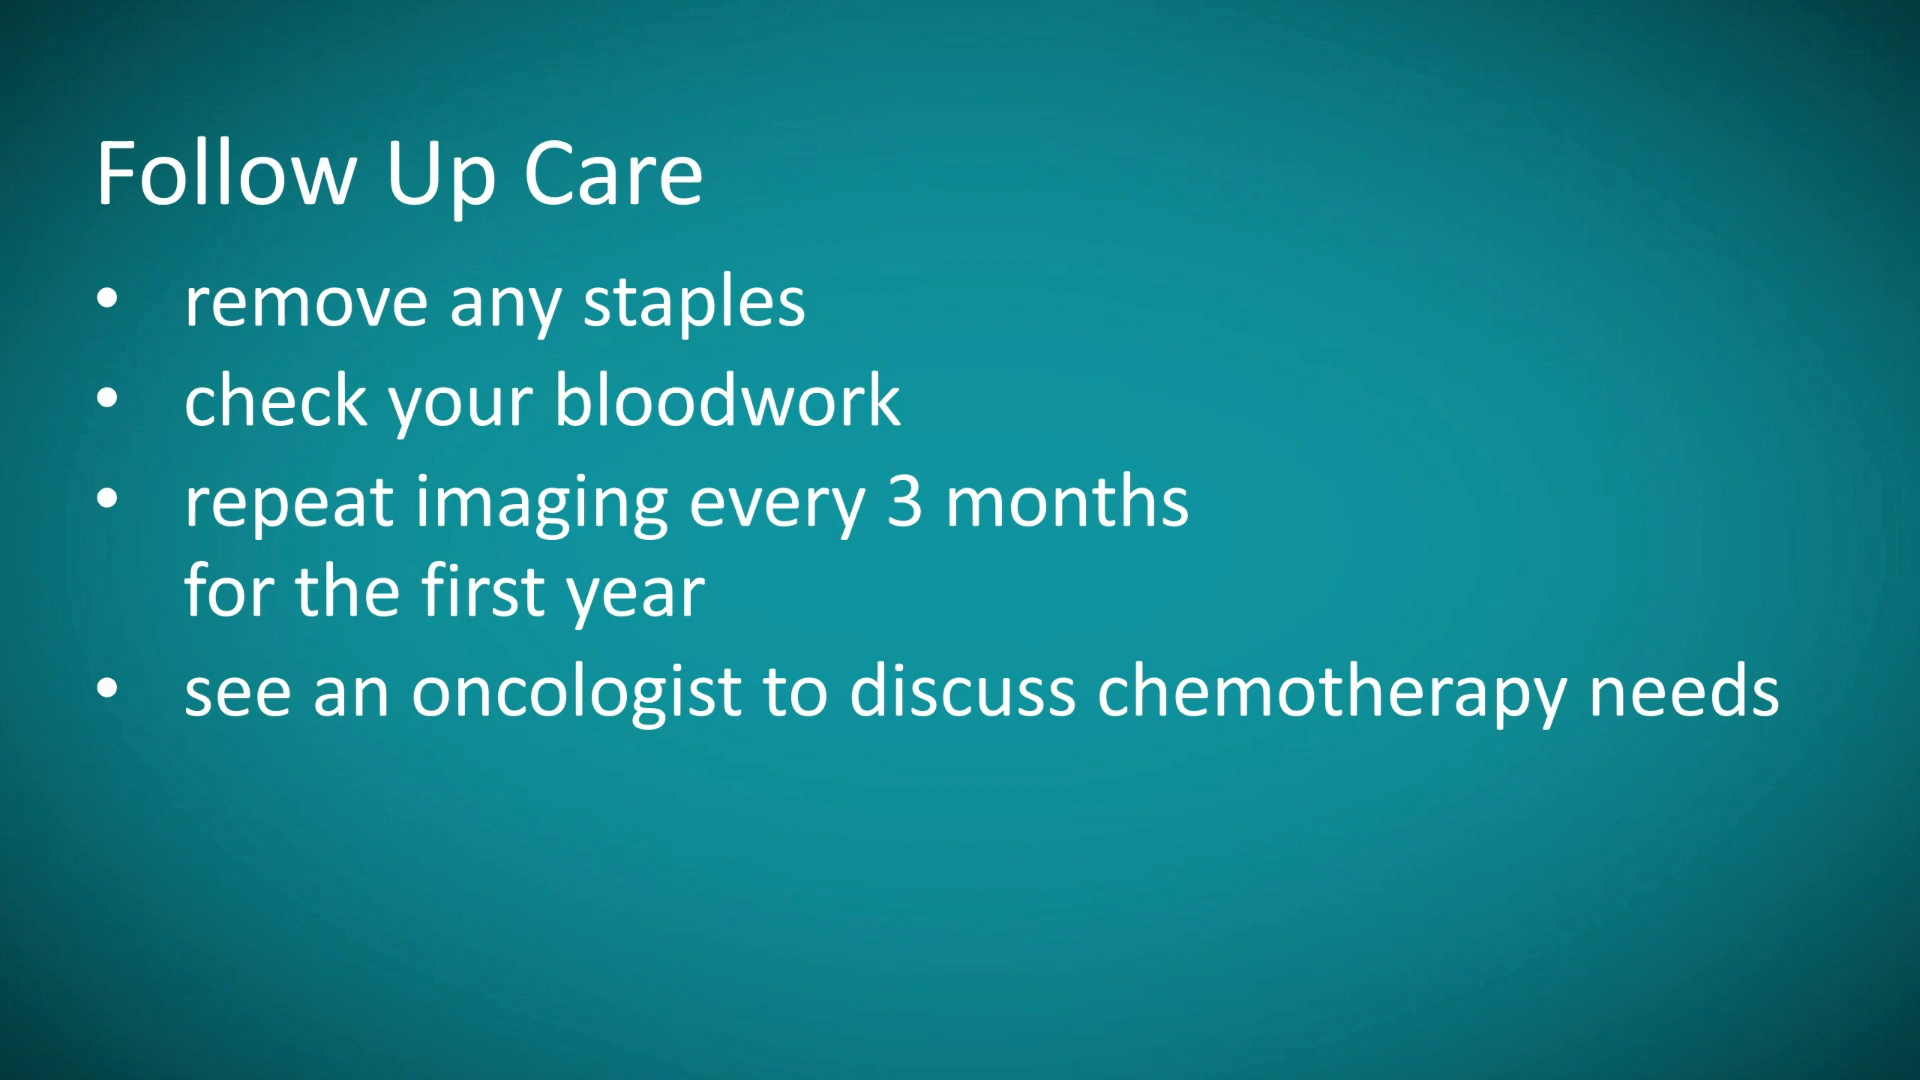 Follow Up Care
• remove any staples
• check your bloodwork
• repeat imaging every 3 months
for the first year
• see an oncologist to discuss chemotherapy needs